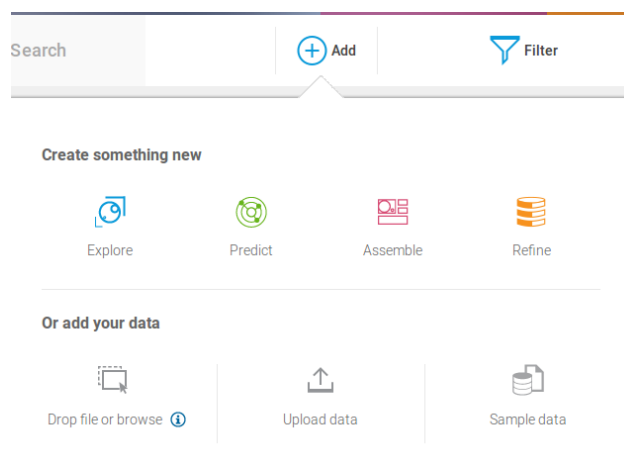 Search
Add
Filter
Create something new
Explore
Predict
Assemble
Refine
Or add your data
Drop file or browse
Upload data
Sample data